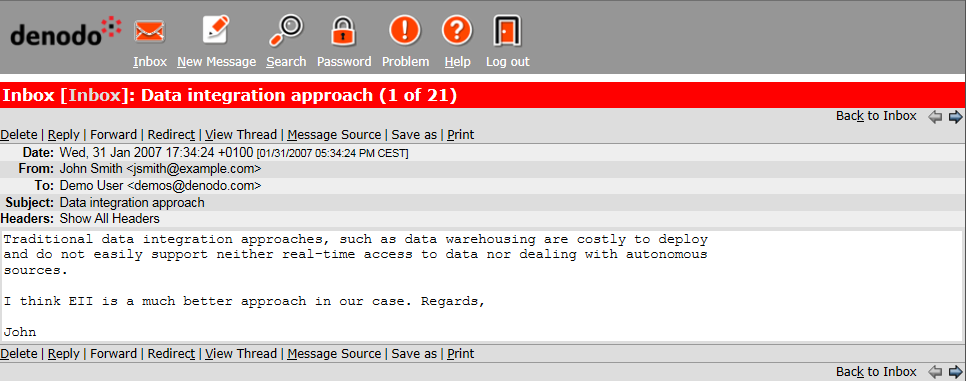 denodo
Inbox New Message Search Password Problem Help Log out
Inbox [Inbox]: Data integration approach (1 of 21)
Back to Inbox
Delete | Reply | Forward | Redirect | View Thread | Message Source | Save as | Print
Date: Wed, 31 Jan 2007 17:34:24 +0100 [01/31/2007 05:34:24 PM CEST]
From: John Smith <jsmith@example.com>
To: Demo User <demos@denodo.com>
Subject: Data integration approach
Headers: Show All Headers
Traditional data integration approaches, such as data warehousing are costly to deploy
and do not easily support neither real-time access to data nor dealing with autonomous
sources.
I think EII is a much better approach in our case. Regards,
John
Delete | Reply | Forward | Redirect | View Thread | Message Source | Save as | Print
Back to Inbox